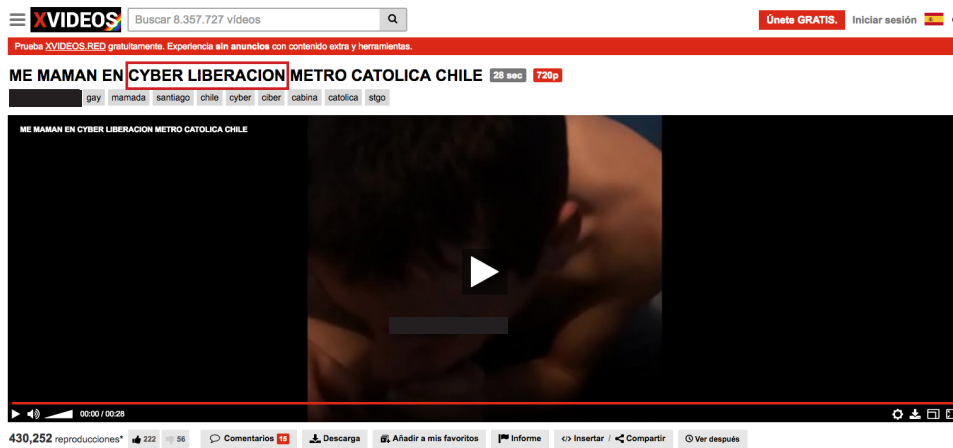 XVIDEOS Buscar 8.357.727 vídeos Únete GRATIS. Iniciar sesión
Prueba XVIDEOS.RED gratuitamente. Experiencia sin anuncios con contenido extra y herramientas.
ME MAMAN EN CYBER LIBERACION METRO CATOLICA CHILE 28 sec 720p
gay mamada santiago chile cyber ciber cabina catolica stgo
ME MAMAN EN CYBER LIBERACION METRO CATOLICA CHILE
00:00 / 00:28
430,252 reproducciones* 222 56 Comentarios 15 Descarga Añadir a mis favoritos Informe </> Insertar / Compartir Ver después